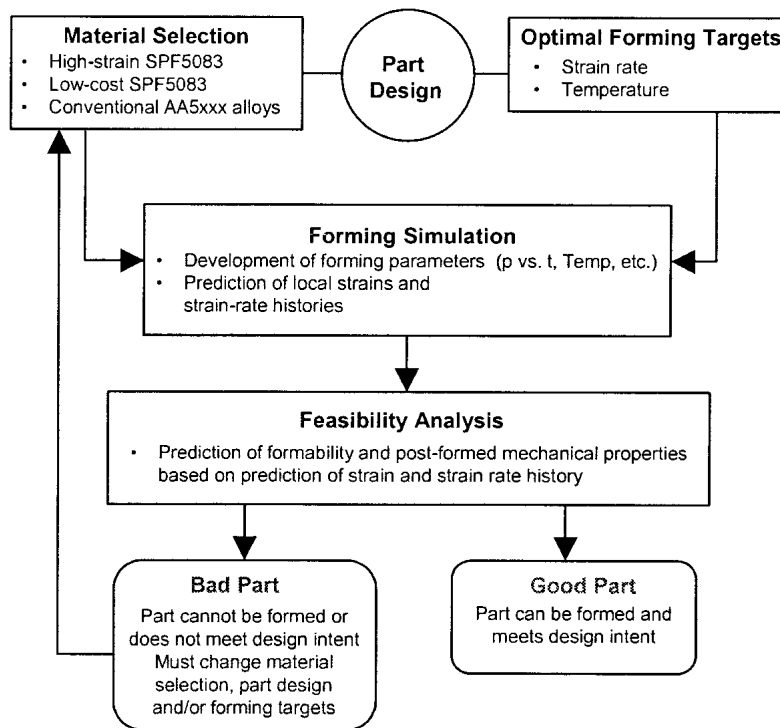 Material Selection
• High-strain SPF5083
• Low-cost SPF5083
• Conventional AA5xxx alloys
Part
Design
Optimal Forming Targets
• Strain rate
• Temperature
Forming Simulation
• Development of forming parameters (p vs. t, Temp, etc.)
• Prediction of local strains and
strain-rate histories
Feasibility Analysis
• Prediction of formability and post-formed mechanical properties
based on prediction of strain and strain rate history
Bad Part
Part cannot be formed or
does not meet design intent
Must change material
selection, part design
and/or forming targets
Good Part
Part can be formed and
meets design intent